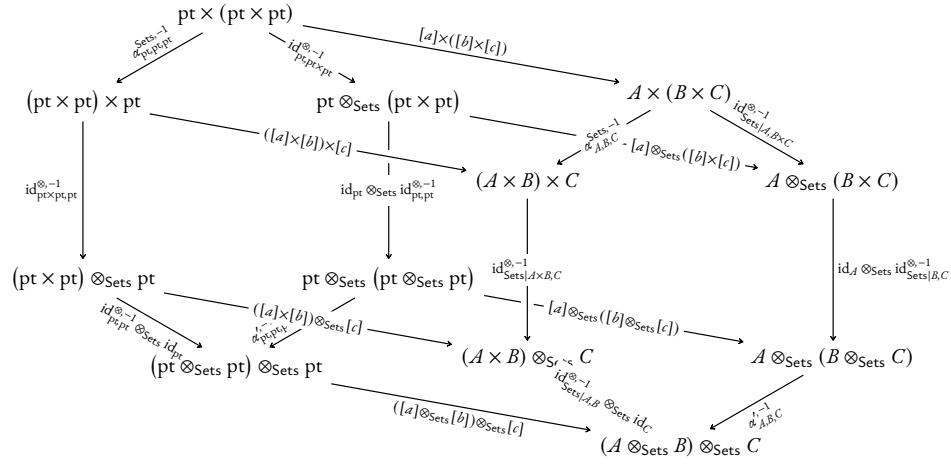 pt × (pt × pt)
α^{Sets,−1}_{pt,pt,pt}
id^{⊗,−1}_{pt,pt×pt}
[a]×([b]×[c])
(pt × pt) × pt
pt ⊗_{Sets} (pt × pt)
A × (B × C)
α^{Sets,−1}_{A,B,C}
id^{⊗,−1}_{Sets|A,B×C}
([a]×[b])×[c]
[a]⊗_{Sets}([b]×[c])
id^{⊗,−1}_{pt×pt,pt}
id_{pt} ⊗_{Sets} id^{⊗,−1}_{pt,pt}
(A × B) × C
A ⊗_{Sets} (B × C)
id^{⊗,−1}_{Sets|A×B,C}
id_A ⊗_{Sets} id^{⊗,−1}_{Sets|B,C}
(pt × pt) ⊗_{Sets} pt
pt ⊗_{Sets} (pt ⊗_{Sets} pt)
id^{⊗,−1}_{pt,pt} ⊗_{Sets} id_{pt}
([a]×[b])⊗_{Sets}[c]
[a]⊗_{Sets}([b]⊗_{Sets}[c])
(pt ⊗_{Sets} pt) ⊗_{Sets} pt
(A × B) ⊗_{Sets} C
A ⊗_{Sets} (B ⊗_{Sets} C)
id^{⊗,−1}_{Sets|A,B} ⊗_{Sets} id_C
α^{′,−1}_{A,B,C}
([a]⊗_{Sets}[b])⊗_{Sets}[c]
(A ⊗_{Sets} B) ⊗_{Sets} C